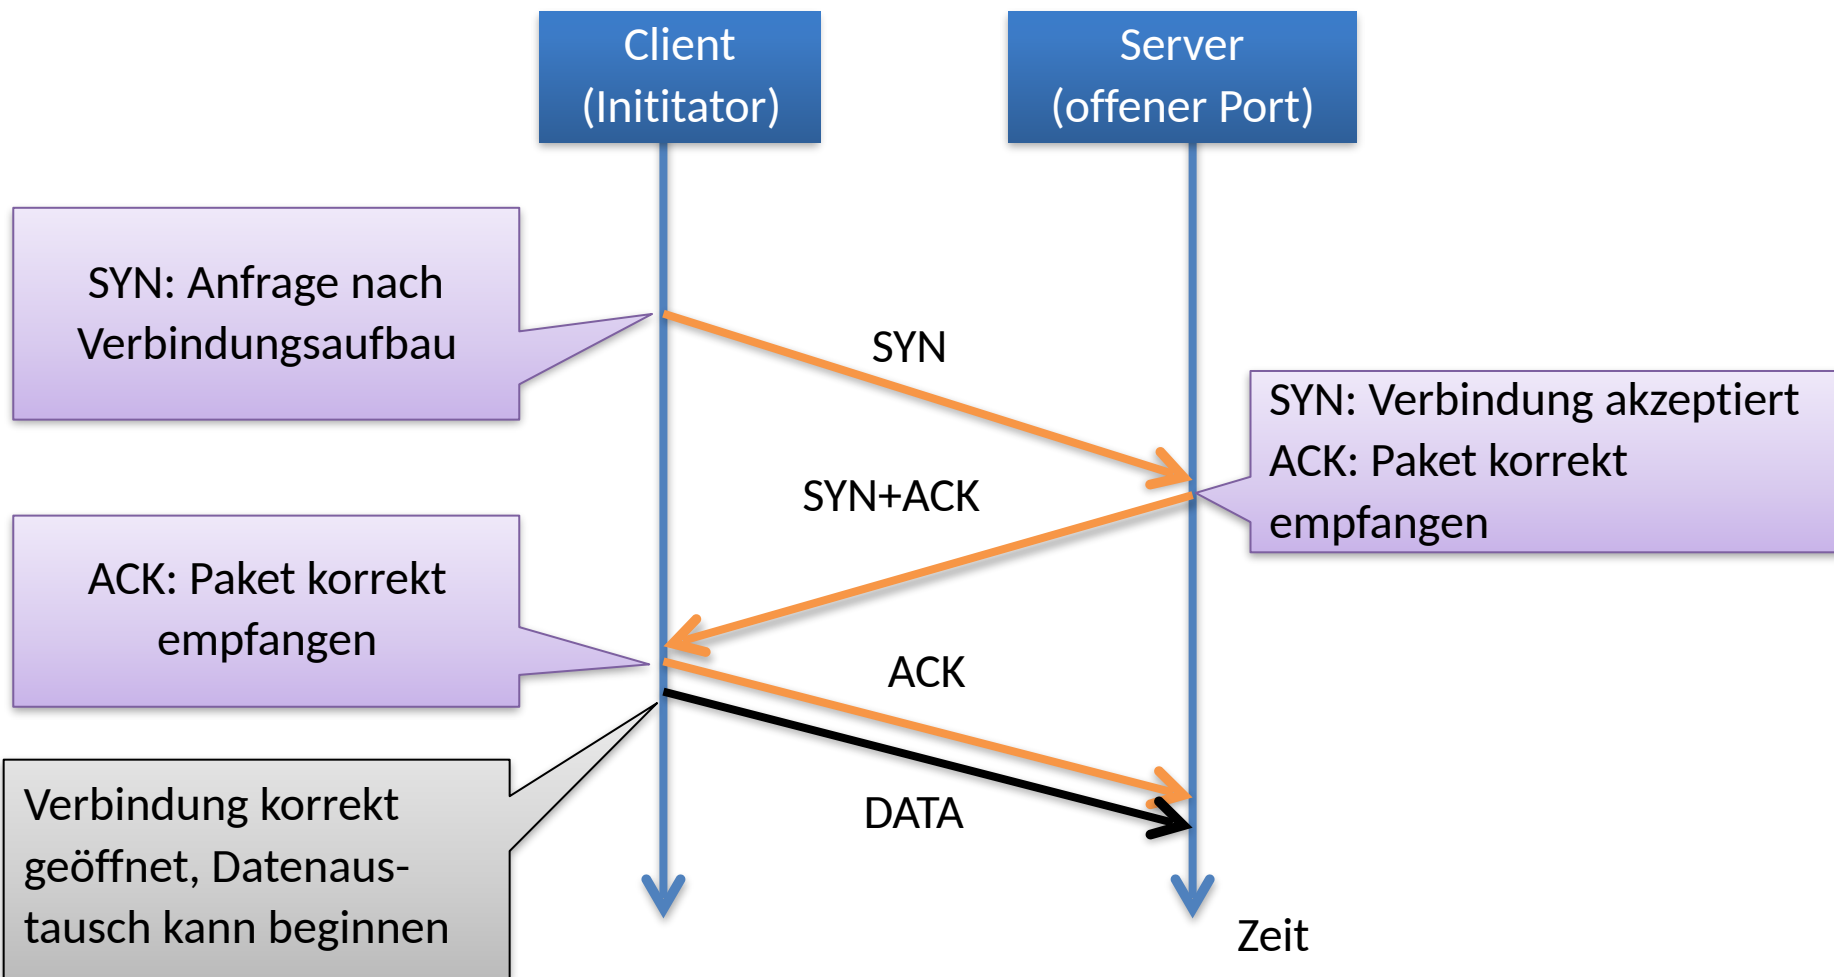 Client
(Inititator)
Server
(offener Port)
SYN: Anfrage nach
Verbindungsaufbau
SYN
SYN: Verbindung akzeptiert
ACK: Paket korrekt
empfangen
SYN+ACK
ACK: Paket korrekt
empfangen
ACK
DATA
Verbindung korrekt
geöffnet, Datenaus-
tausch kann beginnen
Zeit